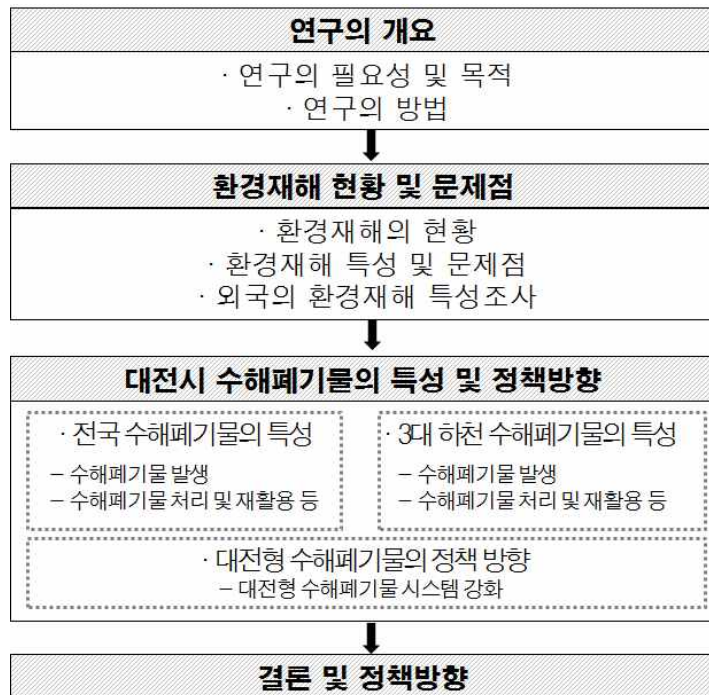 연구의 개요
· 연구의 필요성 및 목적
· 연구의 방법
환경재해 현황 및 문제점
· 환경재해의 현황
· 환경재해 특성 및 문제점
· 외국의 환경재해 특성조사
대전시 수해폐기물의 특성 및 정책방향
· 전국 수해폐기물의 특성
– 수해폐기물 발생
– 수해폐기물 처리 및 재활용 등
· 3대 하천 수해폐기물의 특성
– 수해폐기물 발생
– 수해폐기물 처리 및 재활용 등
· 대전형 수해폐기물의 정책 방향
– 대전형 수해폐기물 시스템 강화
결론 및 정책방향